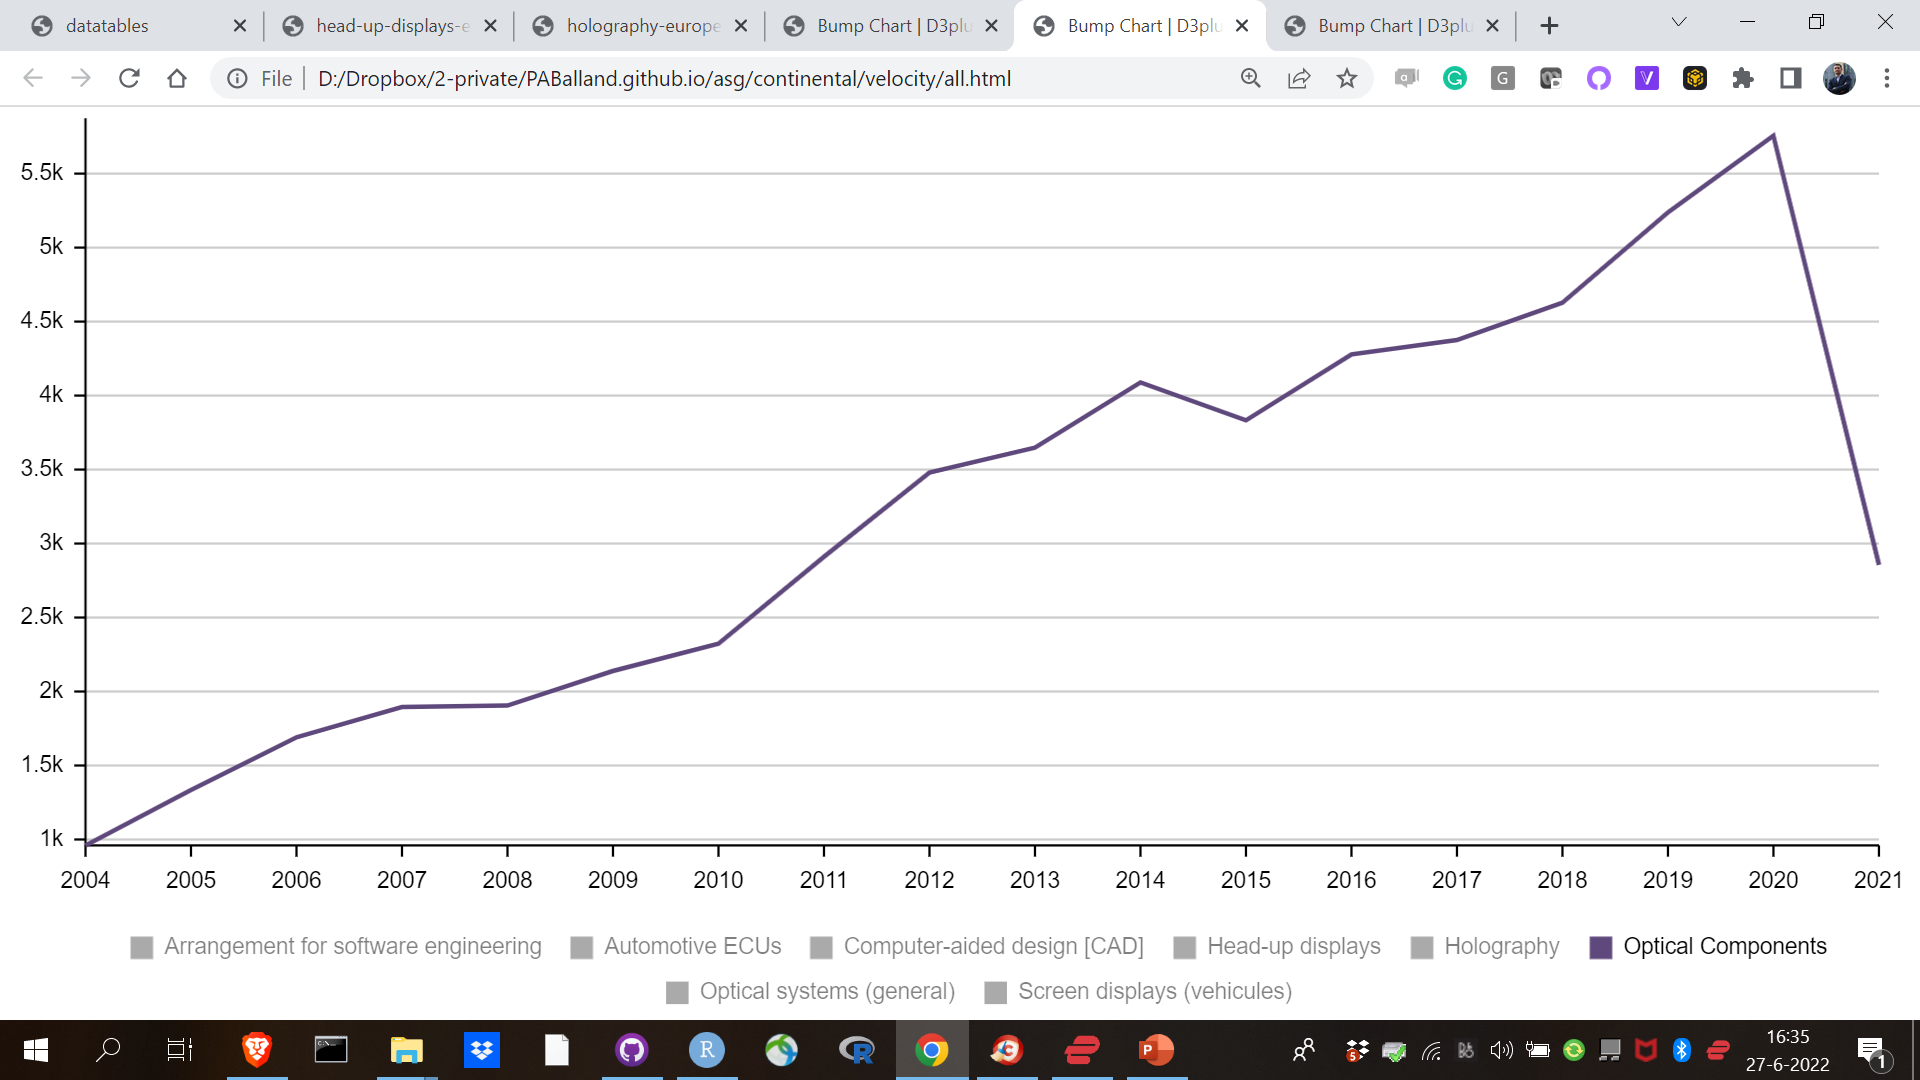 datatables
head-up-displays-e
holography-europe
Bump Chart | D3plu
Bump Chart | D3plu
Bump Chart | D3plu
File
D:/Dropbox/2-private/PABalland.github.io/asg/continental/velocity/all.html
5.5k
5k
4.5k
4k
3.5k
3k
2.5k
2k
1.5k
1k
2004 2005 2006 2007 2008 2009 2010 2011 2012 2013 2014 2015 2016 2017 2018 2019 2020 2021
Arrangement for software engineering Automotive ECUs Computer-aided design [CAD] Head-up displays Holography Optical Components
Optical systems (general) Screen displays (vehicules)
16:35
27-6-2022